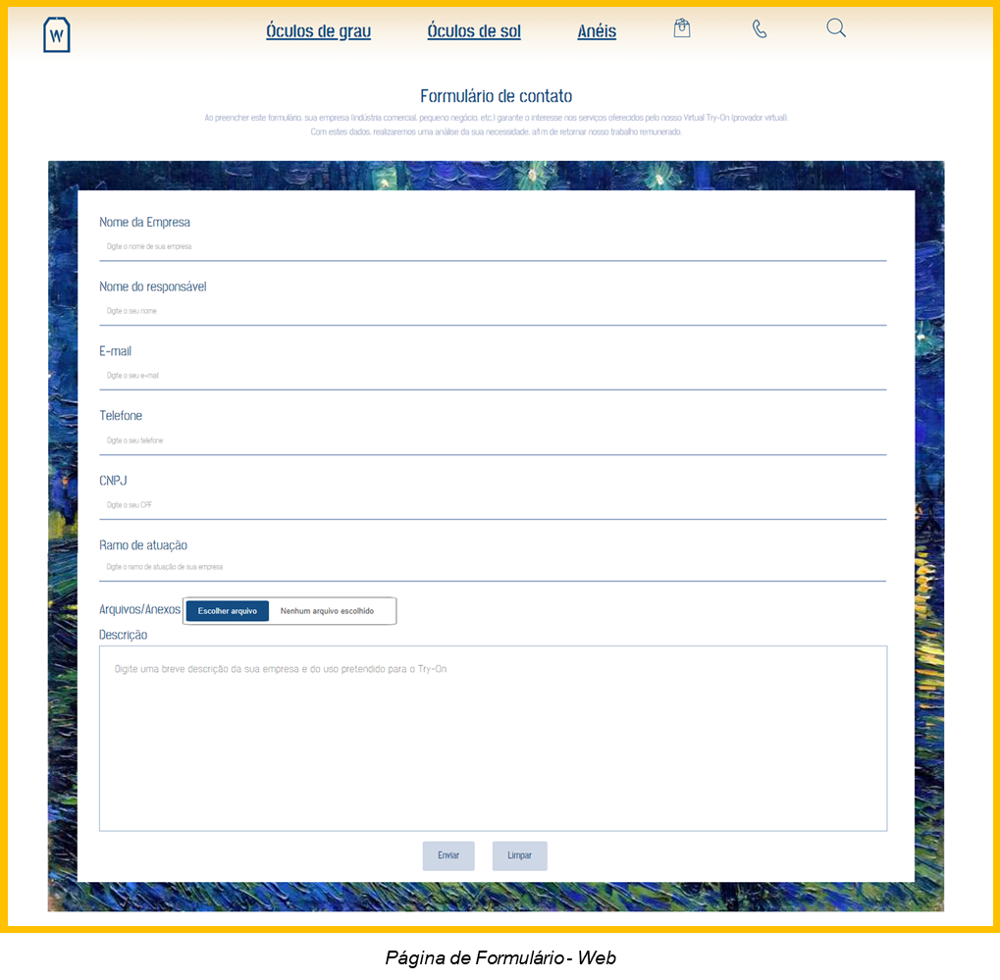 W
Óculos de grau Óculos de sol Anéis
Formulário de contato
Ao preencher este formulário, sua empresa (indústria comercial, pequeno negócio, etc.) garante o interesse nos serviços oferecidos pelo nosso Virtual Try-On (provador virtual).
Com estes dados, realizaremos uma análise da sua necessidade, afim de retornar nosso trabalho remunerado.
Nome da Empresa
Digite o nome de sua empresa
Nome do responsável
Digite o seu nome
E-mail
Digite o seu e-mail
Telefone
Digite o seu telefone
CNPJ
Digite o seu CPF
Ramo de atuação
Digite o ramo de atuação de sua empresa
Arquivos/Anexos Escolher arquivo Nenhum arquivo escolhido
Descrição
Digite uma breve descrição da sua empresa e do uso pretendido para o Try-On
Enviar Limpar
Página de Formulário - Web